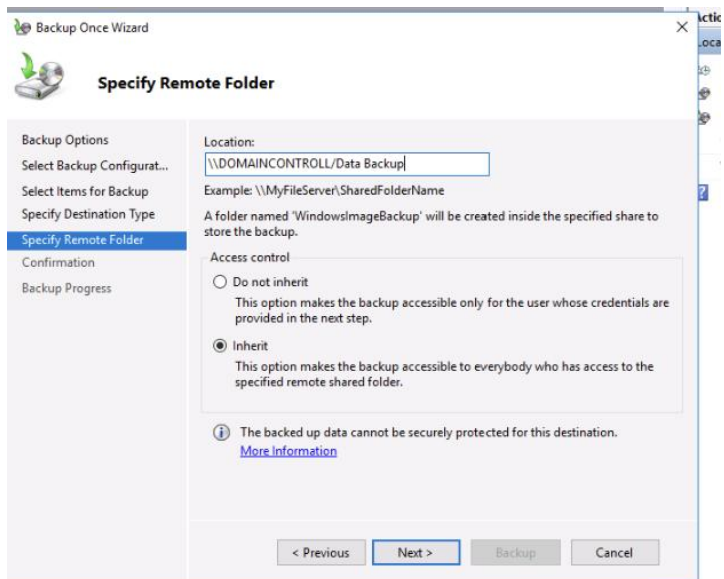 Backup Once Wizard
Specify Remote Folder
Backup Options
Select Backup Configurat...
Select Items for Backup
Specify Destination Type
Specify Remote Folder
Confirmation
Backup Progress
Location:
\\DOMAINCONTROLL/Data Backup
Example: \\MyFileServer\SharedFolderName
A folder named 'WindowsImageBackup' will be created inside the specified share to
store the backup.
Access control
Do not inherit
This option makes the backup accessible only for the user whose credentials are
provided in the next step.
Inherit
This option makes the backup accessible to everybody who has access to the
specified remote shared folder.
The backed up data cannot be securely protected for this destination.
More Information
< Previous
Next >
Backup
Cancel